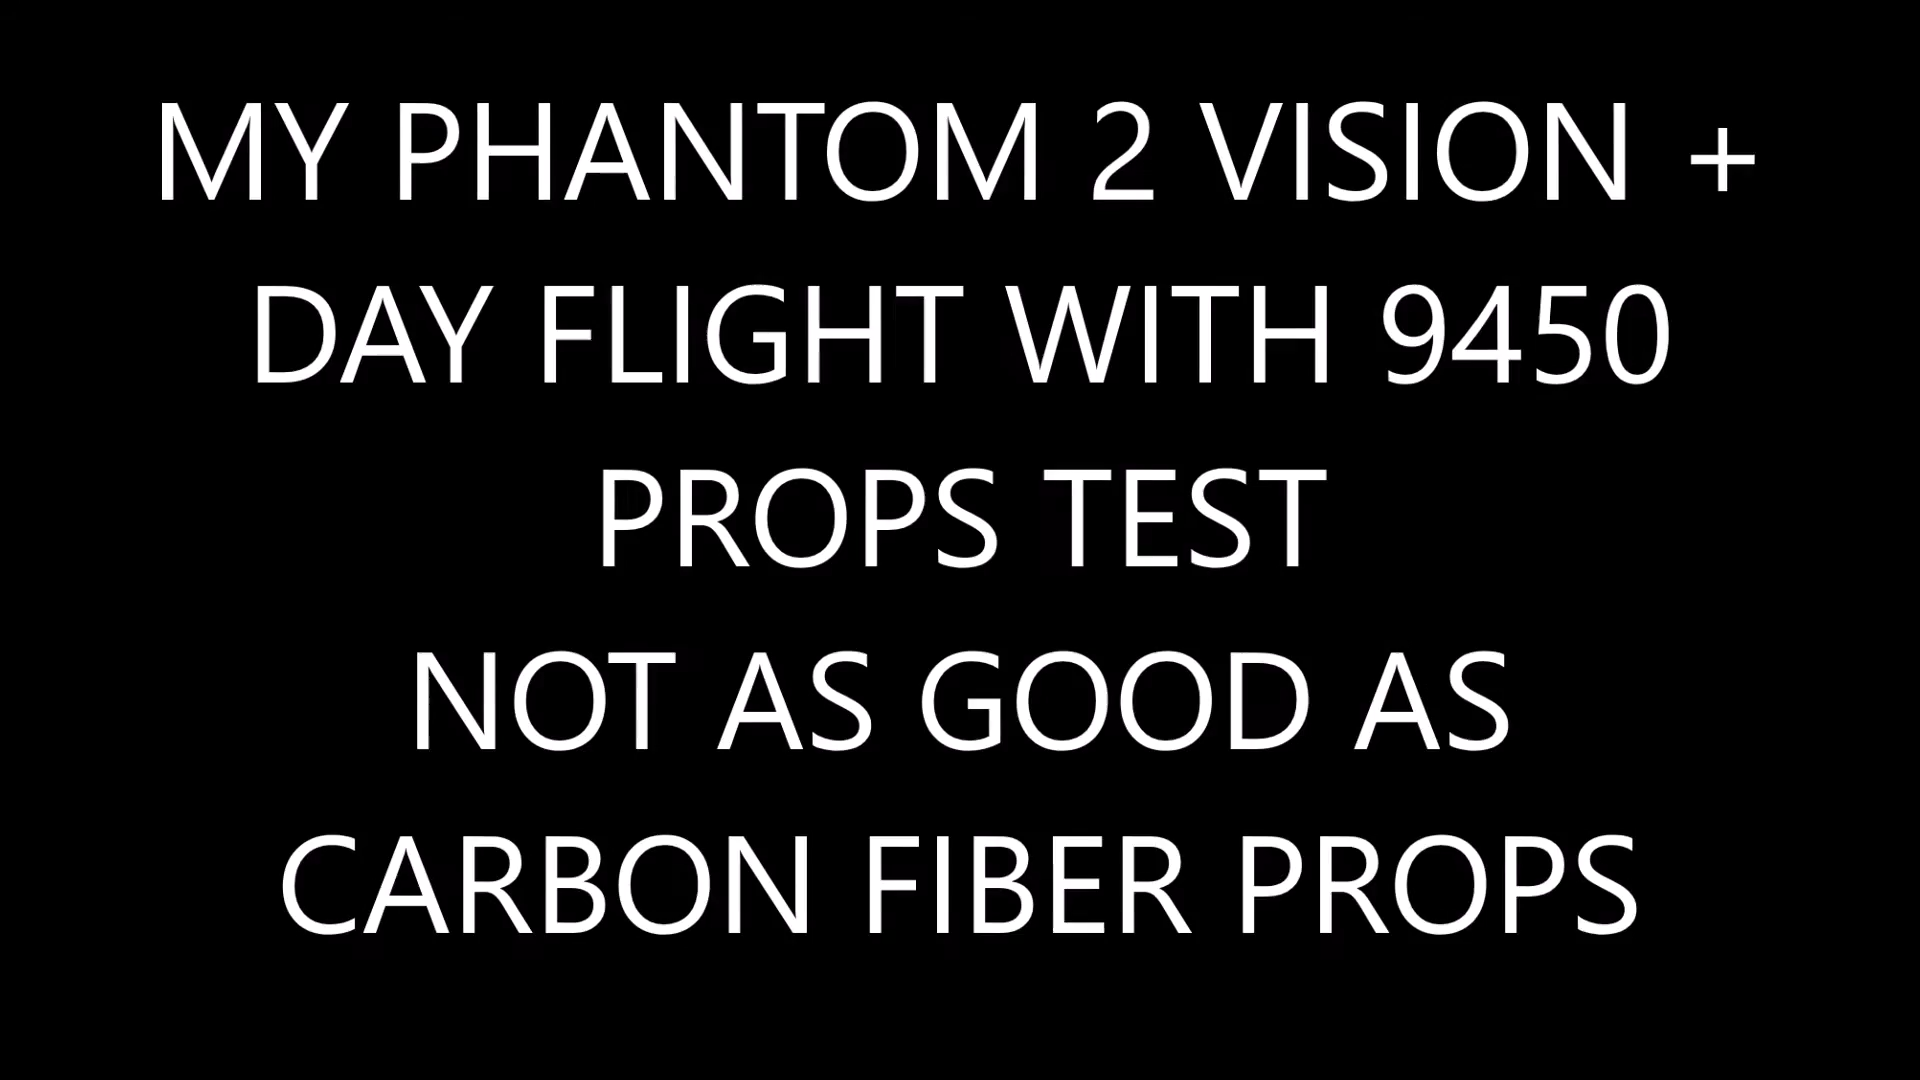 MY PHANTOM 2 VISION +
DAY FLIGHT WITH 9450
PROPS TEST
NOT AS GOOD AS
CARBON FIBER PROPS